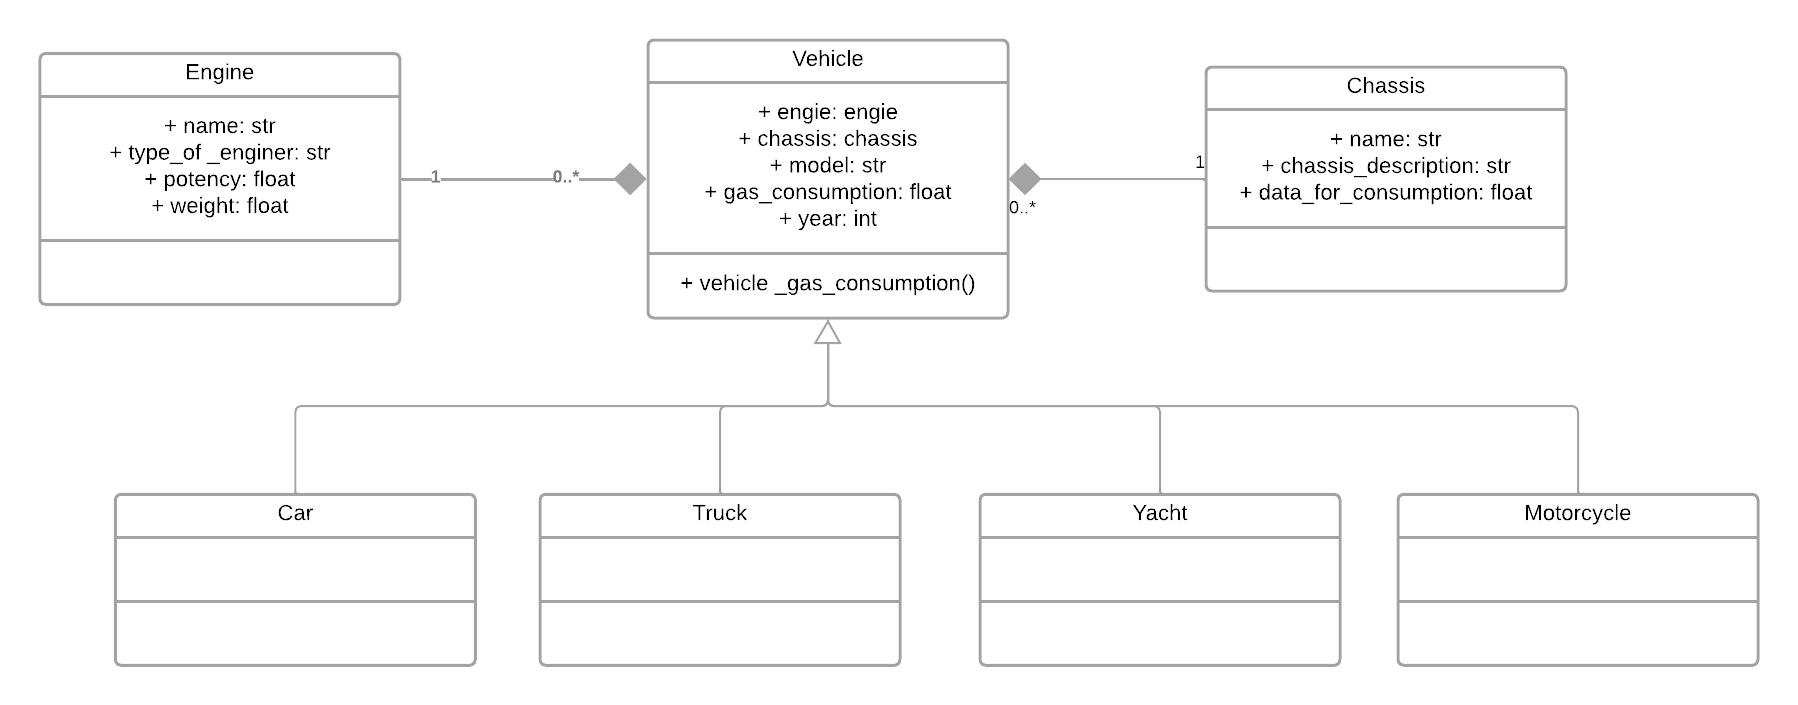 Engine
+ name: str
+ type_of _enginer: str
+ potency: float
+ weight: float
1
0..*
Vehicle
+ engie: engie
+ chassis: chassis
+ model: str
+ gas_consumption: float
+ year: int
+ vehicle _gas_consumption()
0..*
1
Chassis
+ name: str
+ chassis_description: str
+ data_for_consumption: float
Car
Truck
Yacht
Motorcycle